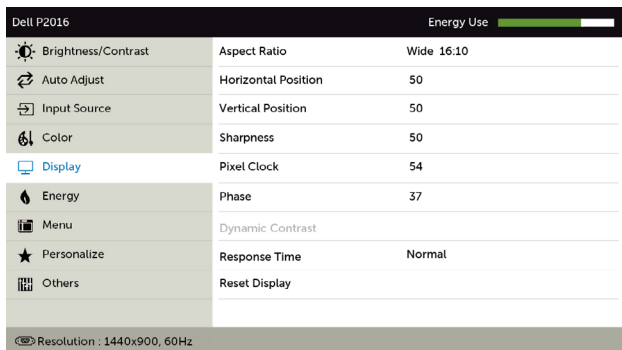 Dell P2016 Energy Use
Brightness/Contrast Aspect Ratio Wide 16:10
Auto Adjust Horizontal Position 50
Input Source Vertical Position 50
Color Sharpness 50
Display Pixel Clock 54
Energy Phase 37
Menu Dynamic Contrast
Personalize Response Time Normal
Others Reset Display
Resolution : 1440x900, 60Hz